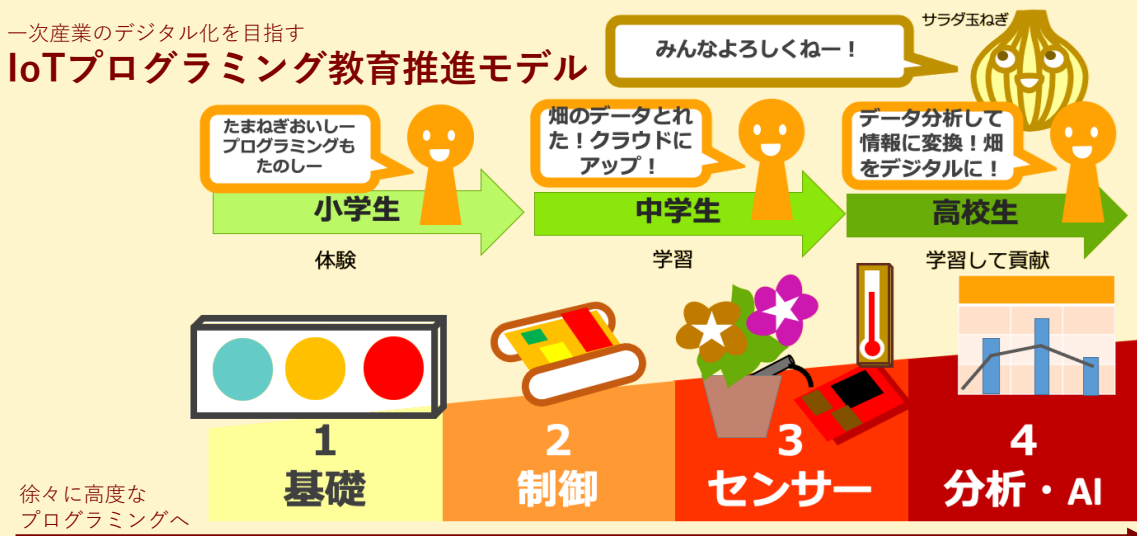 一次産業のデジタル化を目指す
IoTプログラミング教育推進モデル
みんなよろしくねー！
サラダ玉ねぎ
たまねぎおいしー
プログラミングも
たのしー
畑のデータとれ
た！クラウドに
アップ！
データ分析して
情報に変換！畑
をデジタルに！
小学生
中学生
高校生
体験
学習
学習して貢献
1
基礎
2
制御
3
センサー
4
分析・AI
徐々に高度な
プログラミングへ